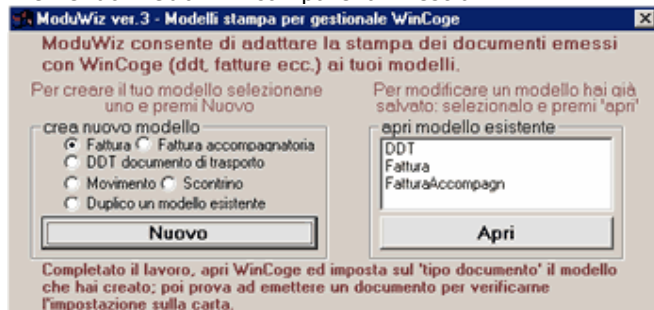 ModuWiz ver.3 - Modelli stampa per gestionale WinCoge
ModuWiz consente di adattare la stampa dei documenti emessi
con WinCoge (ddt, fatture ecc.) ai tuoi modelli.
Per creare il tuo modello selezionane
uno e premi Nuovo
Per modificare un modello hai già
salvato: selezionalo e premi 'apri'
crea nuovo modello
Fattura Fattura accompagnatoria
DDT documento di trasporto
Movimento Scontrino
Duplico un modello esistente
Nuovo
apri modello esistente
DDT
Fattura
FatturaAccompagn
Apri
Completato il lavoro, apri WinCoge ed imposta sul 'tipo documento' il modello
che hai creato; poi prova ad emettere un documento per verificarne
l'impostazione sulla carta.